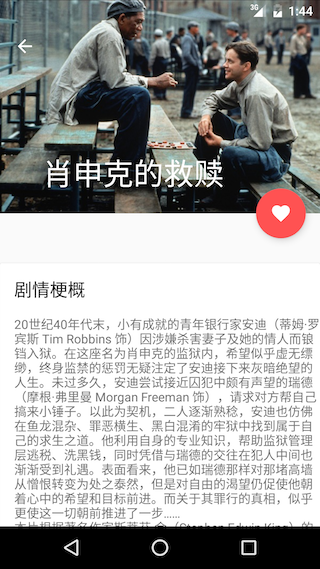 3G 1:44
肖申克的救赎
剧情梗概
20世纪40年代末，小有成就的青年银行家安迪（蒂姆·罗
宾斯 Tim Robbins 饰）因涉嫌杀害妻子及她的情人而锒
铛入狱。在这座名为肖申克的监狱内，希望似乎虚无缥
缈，终身监禁的惩罚无疑注定了安迪接下来灰暗绝望的
人生。未过多久，安迪尝试接近囚犯中颇有声望的瑞德
（摩根·弗里曼 Morgan Freeman 饰），请求对方帮自己
搞来小锤子。以此为契机，二人逐渐熟稔，安迪也仿佛
在鱼龙混杂、罪恶横生、黑白混淆的牢狱中找到属于自
己的求生之道。他利用自身的专业知识，帮助监狱管理
层逃税、洗黑钱，同时凭借与瑞德的交往在犯人中间也
渐渐受到礼遇。表面看来，他已如瑞德那样对那堵高墙
从憎恨转变为处之泰然，但是对自由的渴望仍促使他朝
着心中的希望和目标前进。而关于其罪行的真相，似乎
更使这一切朝前推进了一步……
本片根据著名作家斯蒂芬·金（Stephen Edwin King）的